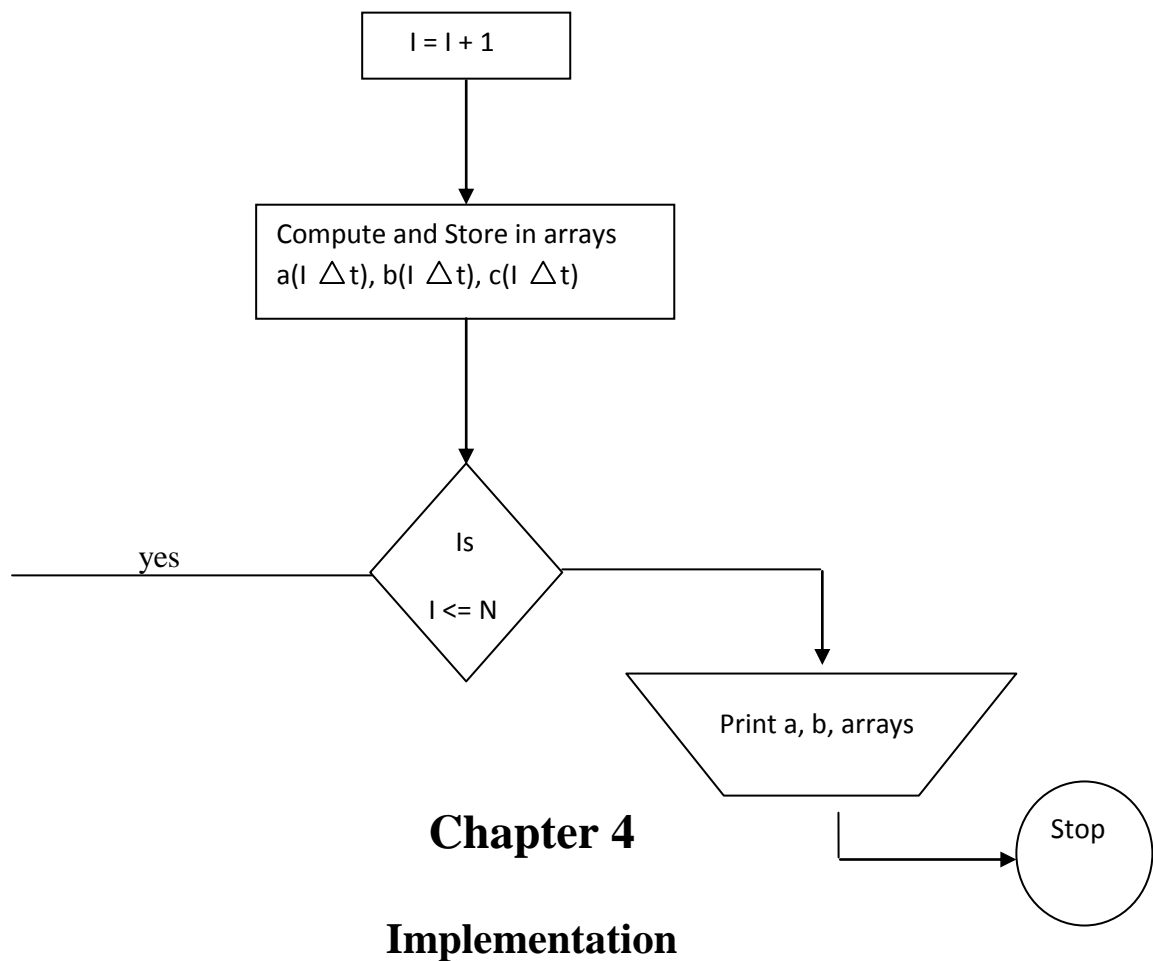 I = I + 1
Compute and Store in arrays
a(I △t), b(I △t), c(I △t)
Is
I <= N
yes
Print a, b, arrays
Stop
Chapter 4
Implementation